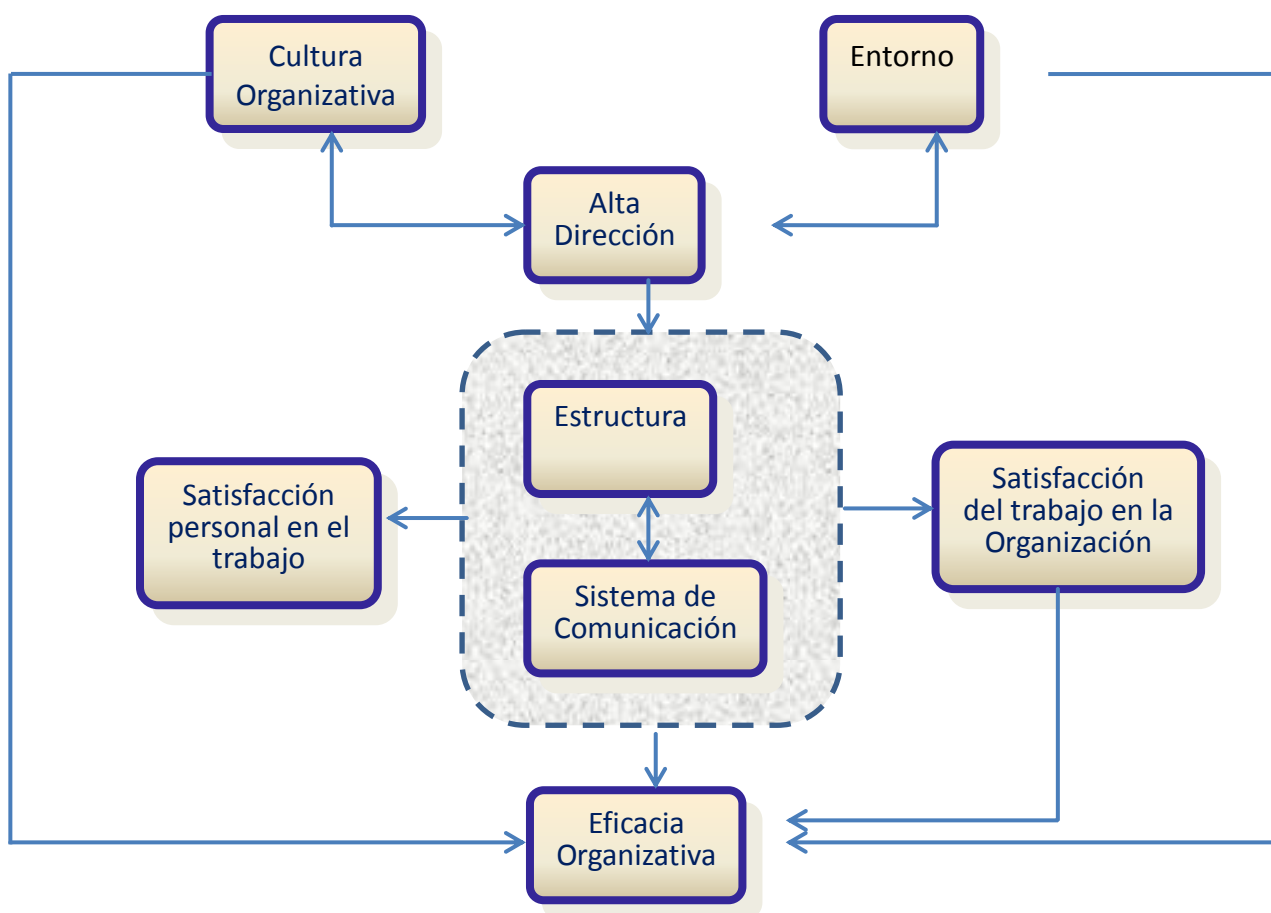 Cultura
Organizativa
Entorno
Alta
Dirección
Estructura
Satisfacción
personal en el
trabajo
Satisfacción
del trabajo en la
Organización
Sistema de
Comunicación
Eficacia
Organizativa